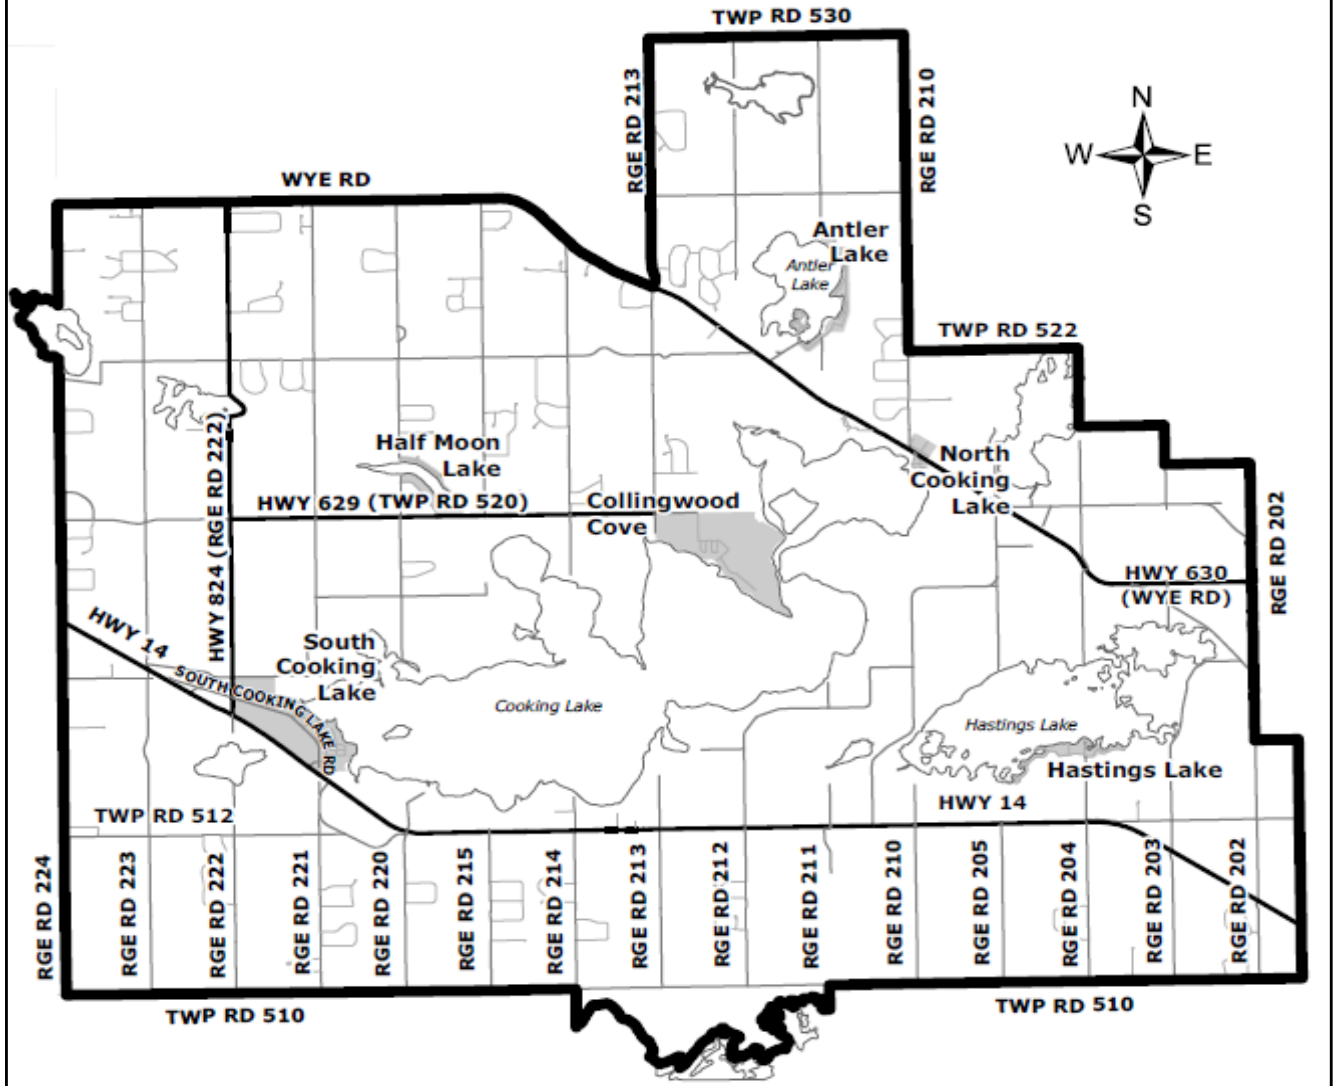 TWP RD 530
RGE RD 213
RGE RD 210
N
W
E
S
WYE RD
Antler
Lake
Antler
Lake
TWP RD 522
Half Moon
Lake
North
Cooking
Lake
HWY 629 (TWP RD 520)
Collingwood
Cove
HWY 824 (RGE RD 222)
RGE RD 202
HWY 630
(WYE RD)
HWY 14
South
Cooking
Lake
SOUTH COOKING LAKE RD
Cooking Lake
Hastings Lake
Hastings Lake
HWY 14
TWP RD 512
RGE RD 224
RGE RD 223
RGE RD 222
RGE RD 221
RGE RD 220
RGE RD 215
RGE RD 214
RGE RD 213
RGE RD 212
RGE RD 211
RGE RD 210
RGE RD 205
RGE RD 204
RGE RD 203
RGE RD 202
TWP RD 510
TWP RD 510